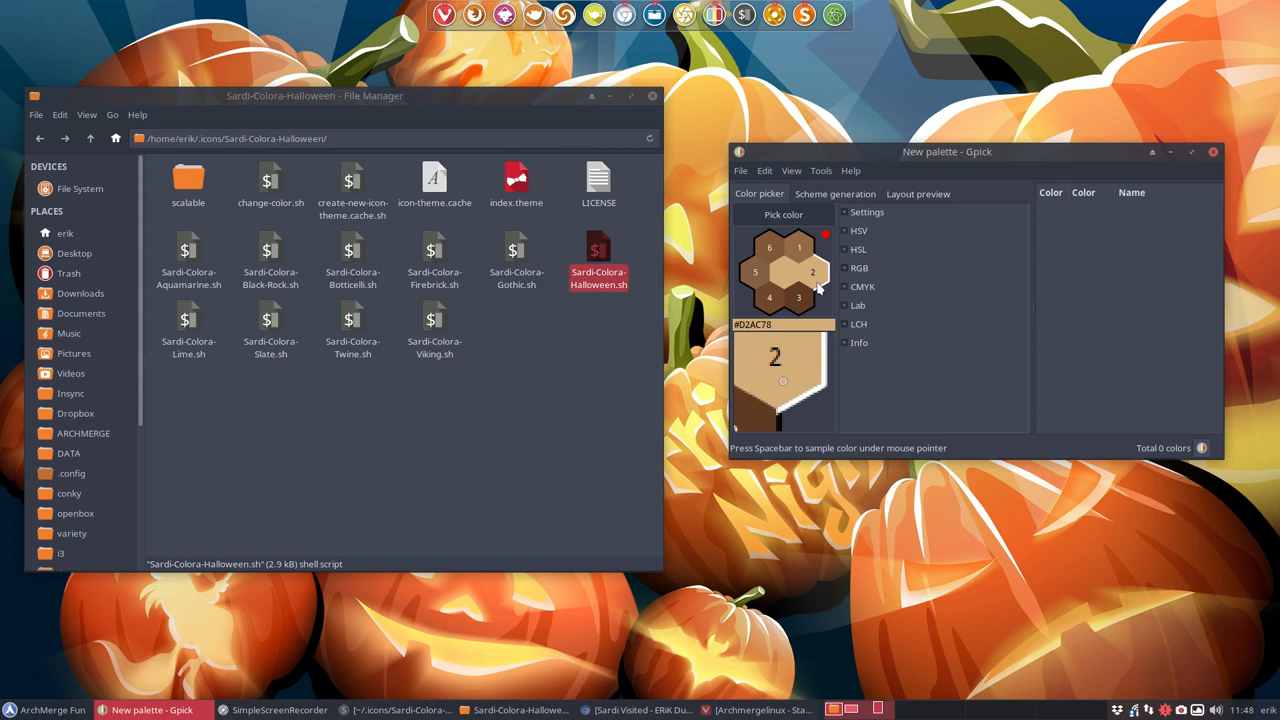 Sardi-Colora-Halloween - File Manager
File Edit View Go Help
/home/erik/.icons/Sardi-Colora-Halloween/
DEVICES
File System
PLACES
erik
Desktop
Trash
Downloads
Documents
Music
Pictures
Videos
Insync
Dropbox
ARCHMERGE
DATA
.config
conky
openbox
variety
i3
scalable
change-color.sh
create-new-icon-
theme.cache.sh
icon-theme.cache
index.theme
LICENSE
Sardi-Colora-
Aquamarine.sh
Sardi-Colora-
Black-Rock.sh
Sardi-Colora-
Botticelli.sh
Sardi-Colora-
Firebrick.sh
Sardi-Colora-
Gothic.sh
Sardi-Colora-
Halloween.sh
Sardi-Colora-
Lime.sh
Sardi-Colora-
Slate.sh
Sardi-Colora-
Twine.sh
Sardi-Colora-
Viking.sh
"Sardi-Colora-Halloween.sh" (2.9 kB) shell script
New palette - Gpick
File Edit View Tools Help
Color picker Scheme generation Layout preview
Pick color
6 1
5 2
4 3
#D2AC78
2
Settings
HSV
HSL
RGB
CMYK
Lab
LCH
Info
Color Color Name
Press Spacebar to sample color under mouse pointer
Total 0 colors
Nigh
ArchMerge Fun
New palette - Gpick
SimpleScreenRecorder
[~/.icons/Sardi-Colora-...
Sardi-Colora-Hallowe...
[Sardi Visited - ERiK Du...
[Archmergelinux - Sta...
11:48 erik